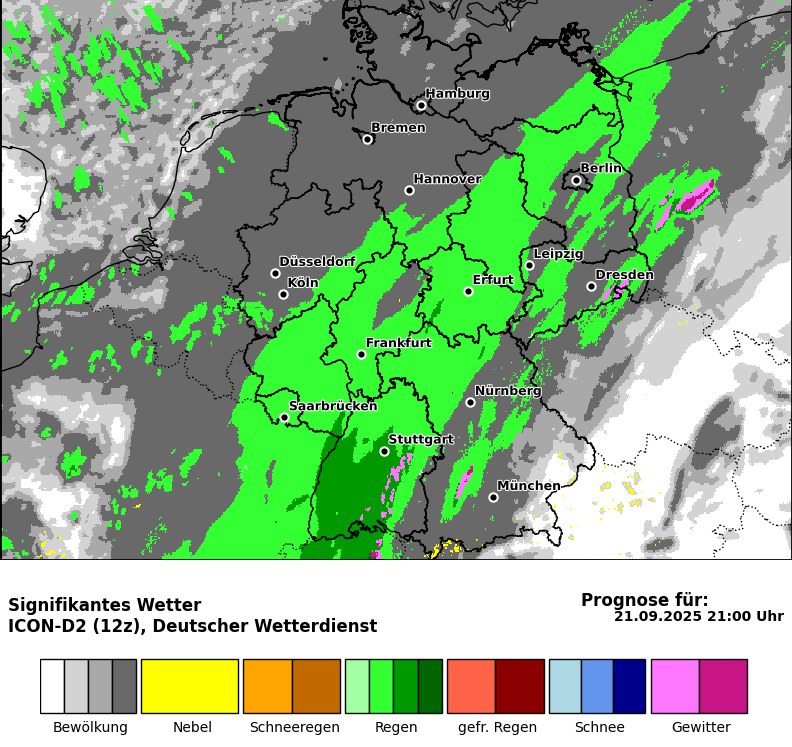 Hamburg
Bremen
Berlin
Hannover
Leipzig
Düsseldorf
Dresden
Köln
Erfurt
Frankfurt
Nürnberg
Saarbrücken
Stuttgart
München
Signifikantes Wetter
ICON-D2 (12z), Deutscher Wetterdienst
Prognose für:
21.09.2025 21:00 Uhr
Bewölkung Nebel Schneeregen Regen gefr. Regen Schnee Gewitter